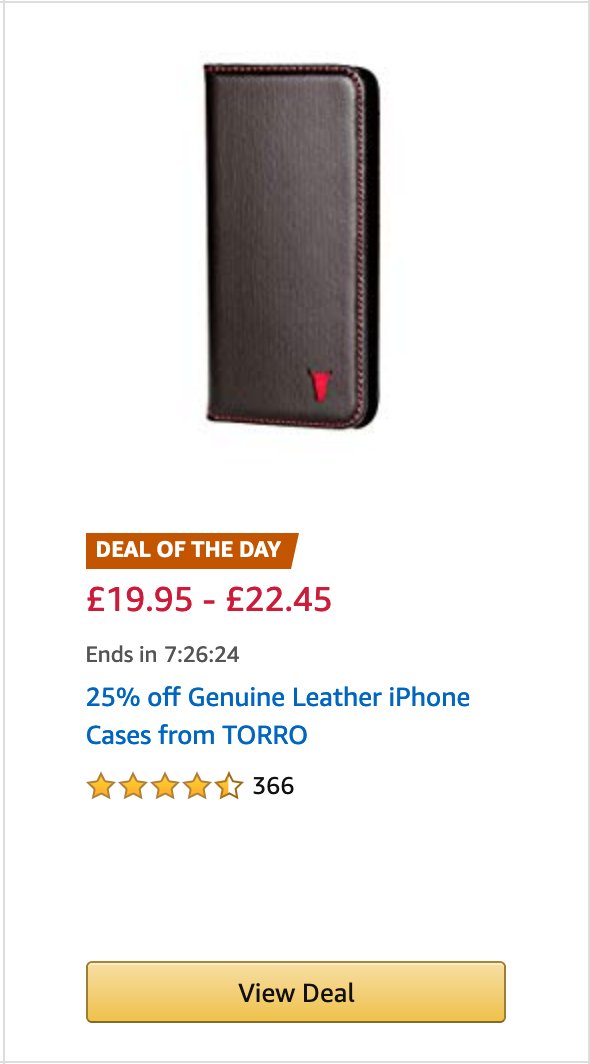 DEAL OF THE DAY
£19.95 - £22.45
Ends in 7:26:24
25% off Genuine Leather iPhone
Cases from TORRO
366
View Deal